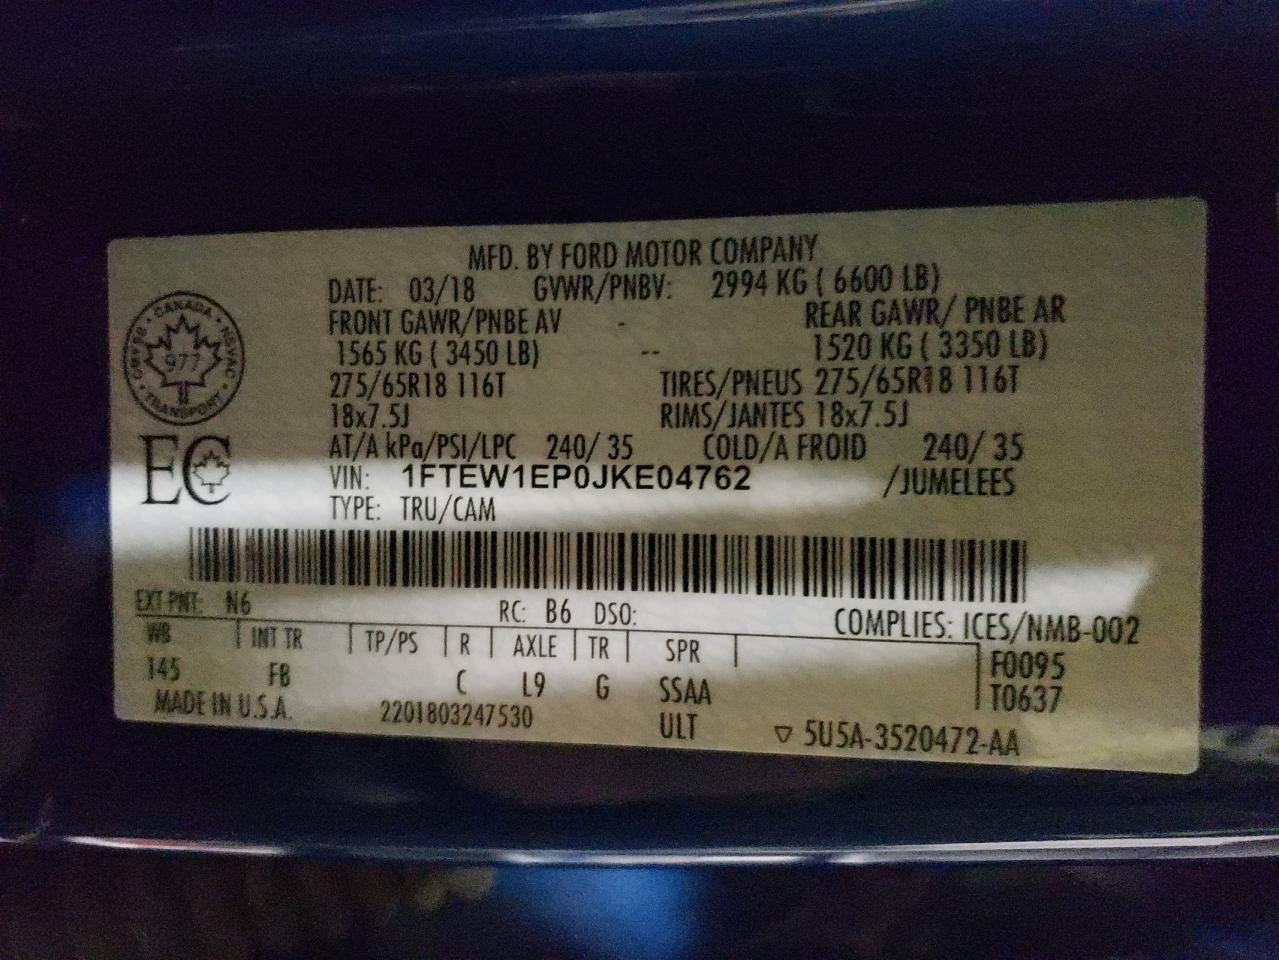 MFD. BY FORD MOTOR COMPANY
DATE: 03/18 GVWR/PNBV: 2994 KG ( 6600 LB)
FRONT GAWR/PNBE AV - REAR GAWR/ PNBE AR
1565 KG ( 3450 LB) -- 1520 KG ( 3350 LB)
275/65R18 116T TIRES/PNEUS 275/65R18 116T
18x7.5J RIMS/JANTES 18x7.5J
AT/A kPa/PSI/LPC 240/ 35 COLD/A FROID 240/ 35
VIN: 1FTEW1EP0JKE04762 /JUMELEES
TYPE: TRU/CAM
CANADA · NSVAC · TRANSPORT · GMVSS
977
EC
EXT PNT: N6 RC: B6 DSO: COMPLIES: ICES/NMB-002
WB INT TR TP/PS R AXLE TR SPR F0095
145 FB C L9 G SSAA T0637
MADE IN U.S.A. 2201803247530 ULT ▽ 5U5A-3520472-AA